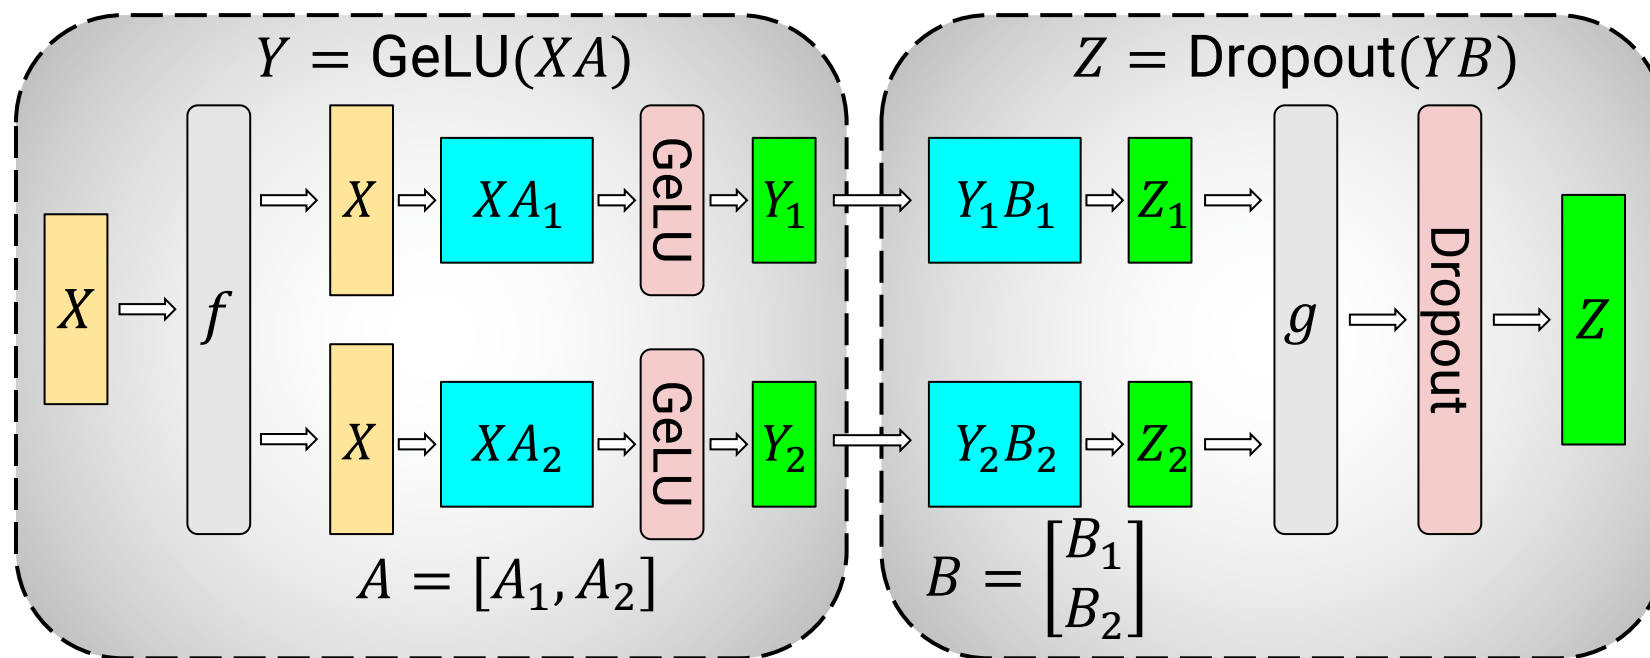 Y = GeLU(XA)
X
f
X
XA₁
GeLU
Y₁
X
XA₂
GeLU
Y₂
A = [A₁, A₂]
Z = Dropout(YB)
Y₁B₁
Z₁
Y₂B₂
Z₂
g
Dropout
Z
B = [B₁
B₂]